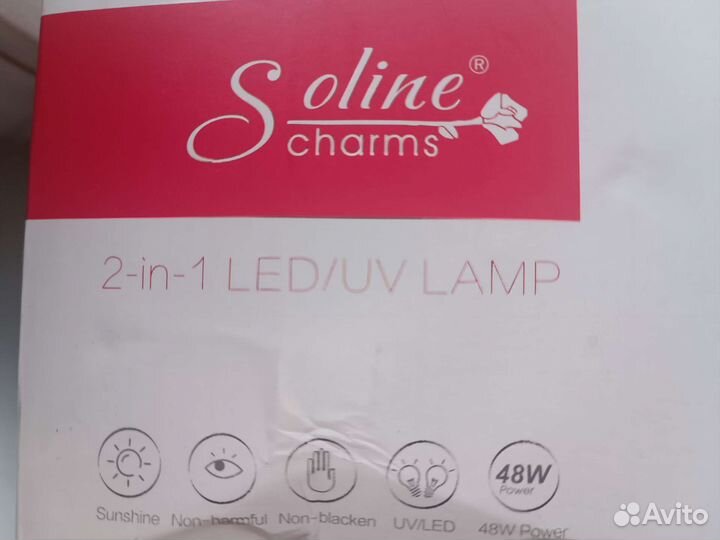 Soline®
charms
2-in-1 LED/UV LAMP
48W
Power
Sunshine Non-harmful Non-blacken UV/LED 48W Power
Avito